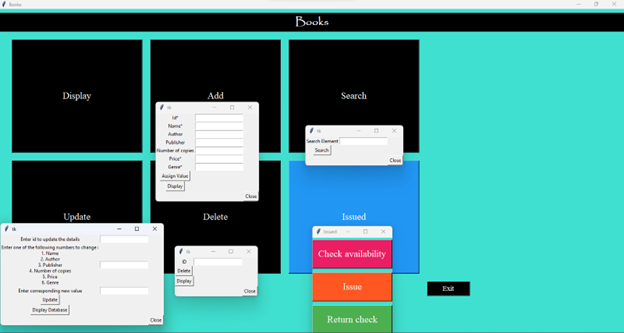 Books
Books
Display
Add
Search
tk
Id*
Name*
Author
Publisher
Number of copies
Price*
Genre*
Assign Value
Display
Close
tk
Search Element
Search
Close
Update
Delete
Issued
tk
Enter id to update the details
Enter one of the following numbers to change:
1. Name
2. Author
3. Publisher
4. Number of copies
5. Price
6. Genre
Enter corresponding new value
Update
Display Database
Close
tk
ID
Delete
Display
Close
Issued
Check availability
Issue
Return check
Exit